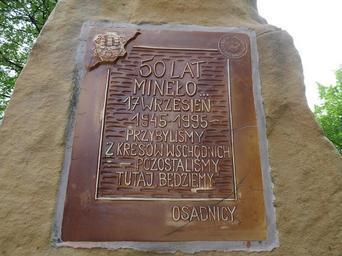 50 LAT
MINEŁO...
17 WRZESIEŃ
-1945-1995-
PRZYBYLIŚMY
Z KRESÓW WSCHODNICH
— POZOSTALIŚMY
TUTAJ BĘDZIEMY
OSADNICY